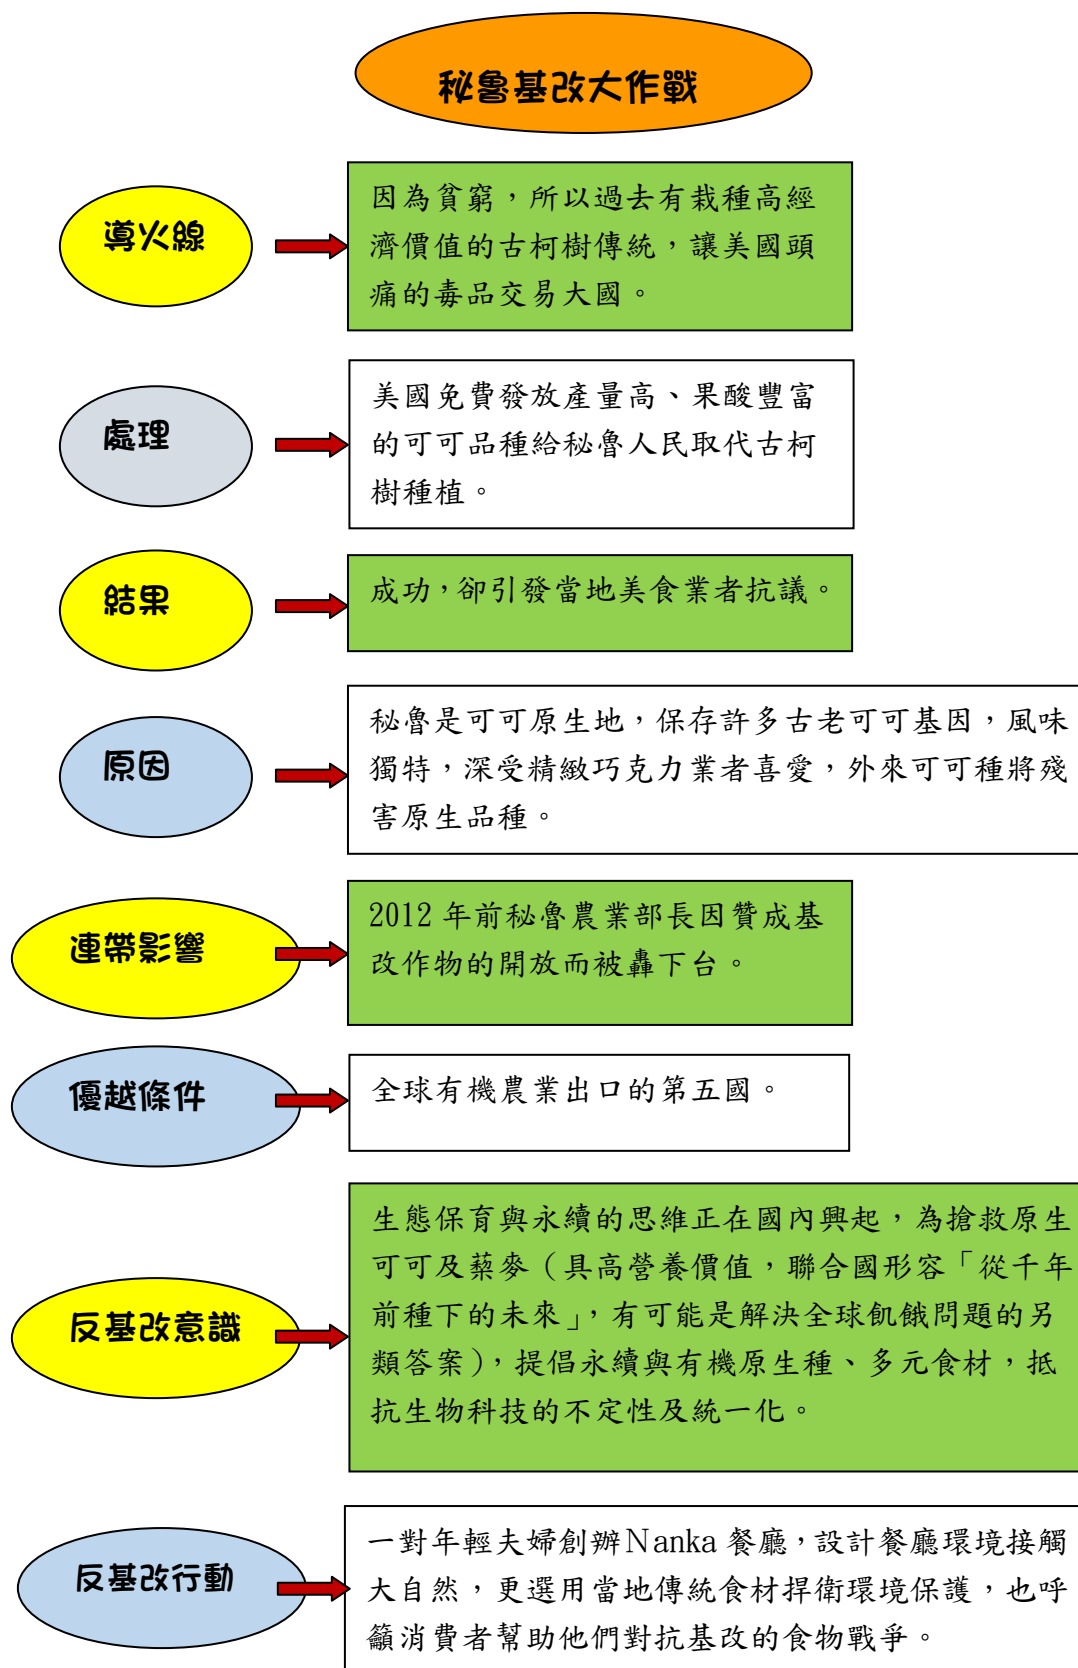 秘魯基改大作戰
導火線
因為貧窮，所以過去有栽種高經
濟價值的古柯樹傳統，讓美國頭
痛的毒品交易大國。
處理
美國免費發放產量高、果酸豐富
的可可品種給秘魯人民取代古柯
樹種植。
結果
成功，卻引發當地美食業者抗議。
原因
秘魯是可可原生地，保存許多古老可可基因，風味
獨特，深受精緻巧克力業者喜愛，外來可可種將殘
害原生品種。
連帶影響
2012 年前秘魯農業部長因贊成基
改作物的開放而被轟下台。
優越條件
全球有機農業出口的第五國。
反基改意識
生態保育與永續的思維正在國內興起，為搶救原生
可可及藜麥（具高營養價值，聯合國形容「從千年
前種下的未來」，有可能是解決全球飢餓問題的另
類答案），提倡永續與有機原生種、多元食材，抵
抗生物科技的不定性及統一化。
反基改行動
一對年輕夫婦創辦Nanka 餐廳，設計餐廳環境接觸
大自然，更選用當地傳統食材捍衛環境保護，也呼
籲消費者幫助他們對抗基改的食物戰爭。